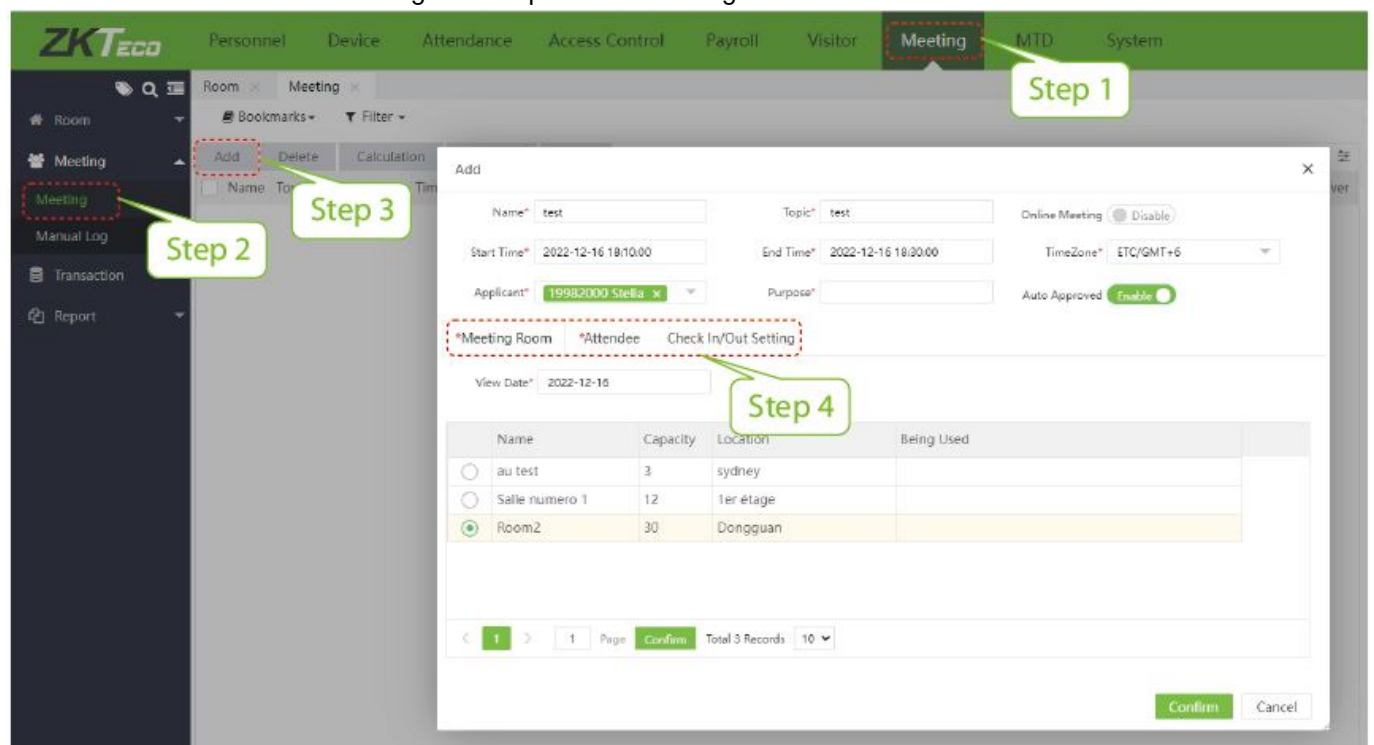 ZKTECO Personnel Device Attendance Access Control Payroll Visitor Meeting MTD System
Step 1
Room × Meeting ×
Room
Bookmarks Filter
Meeting
Add Delete Calculation
Name
Step 3
Meeting
Step 2
Manual Log
Transaction
Report
Add ×
Name* test Topic* test Online Meeting Disable
Start Time* 2022-12-16 18:10:00 End Time* 2022-12-16 18:30:00 TimeZone* ETC/GMT+6
Applicant* 19982000 Stella × Purpose* Auto Approved Enable
*Meeting Room *Attendee Check In/Out Setting
View Date* 2022-12-16
Step 4
Name Capacity Location Being Used
au test 3 sydney
Salle numero 1 12 1er étage
Room2 30 Dongguan
< 1 > 1 Page Confirm Total 3 Records 10
Confirm Cancel